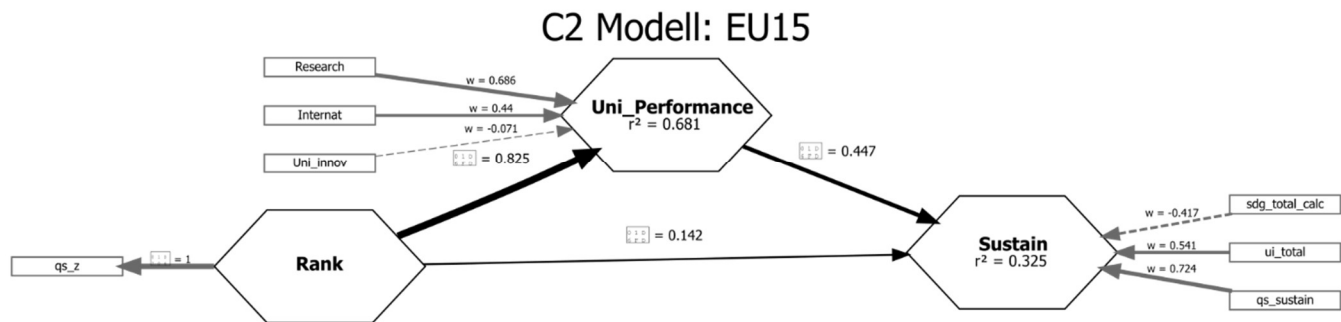 C2 Modell: EU15
Research
w = 0.686
Internat
w = 0.44
Uni_innov
w = -0.071
Uni_Performance
r² = 0.681
= 0.825
= 0.447
= 0.142
qs_z
= 1
Rank
Sustain
r² = 0.325
w = -0.417
sdg_total_calc
w = 0.541
ui_total
w = 0.724
qs_sustain